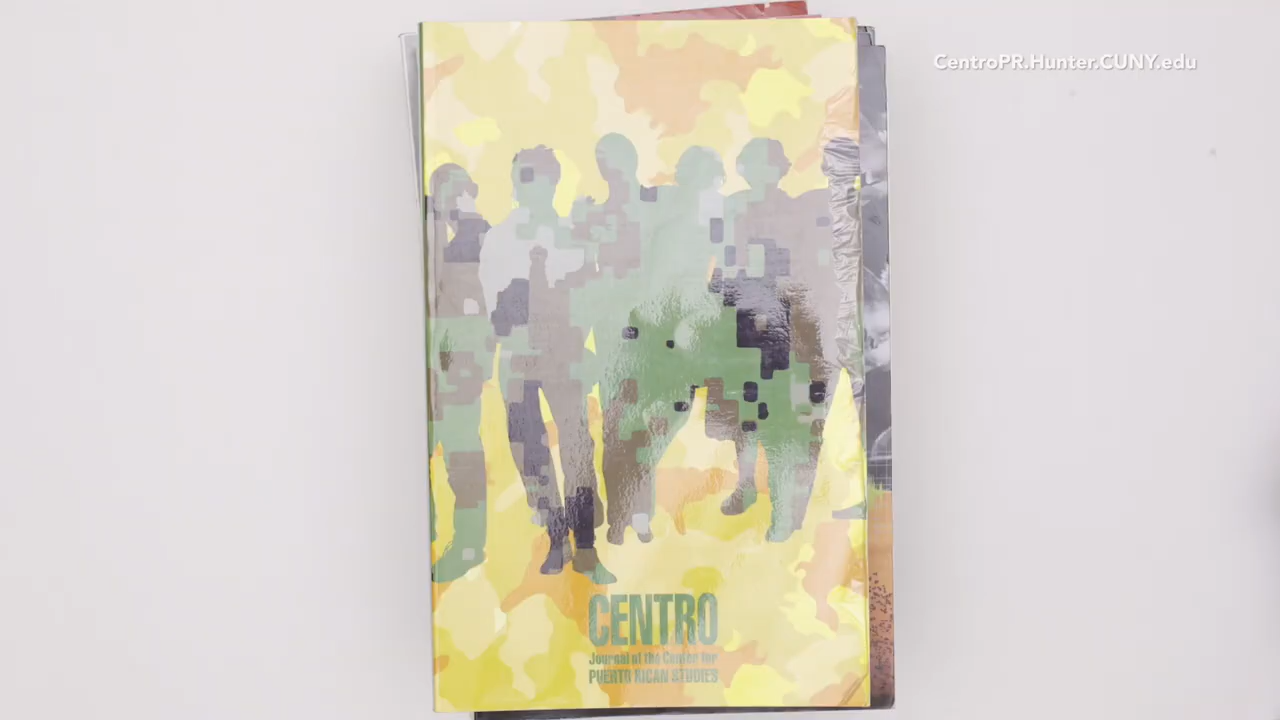 CentroPR.Hunter.CUNY.edu
CENTRO
Journal of the Center for
PUERTO RICAN STUDIES